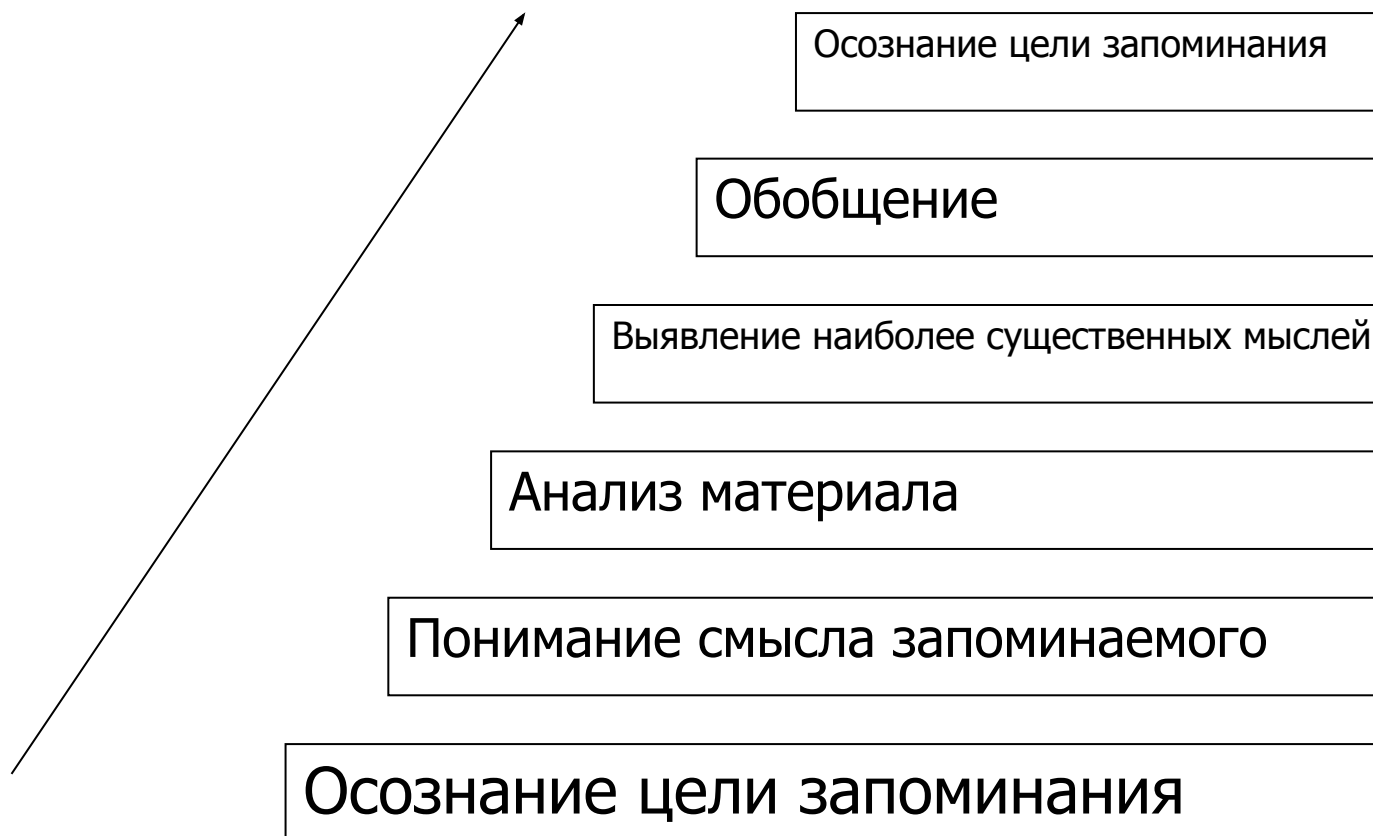 Осознание цели запоминания
Обобщение
Выявление наиболее существенных мыслей
Анализ материала
Понимание смысла запоминаемого
Осознание цели запоминания